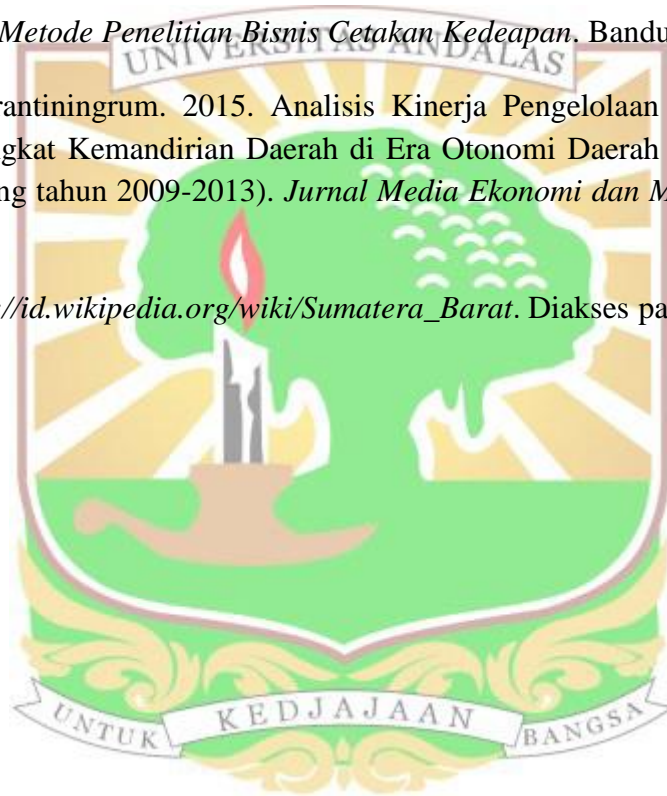 Metode Penelitian Bisnis Cetakan Kedeapan. Bandu
UNIVERSITAS ANDALAS
rantiningrum. 2015. Analisis Kinerja Pengelolaan
gkat Kemandirian Daerah di Era Otonomi Daerah
ng tahun 2009-2013). Jurnal Media Ekonomi dan M
//id.wikipedia.org/wiki/Sumatera_Barat. Diakses pa
UNTUK KEDJAJAAN BANGSA